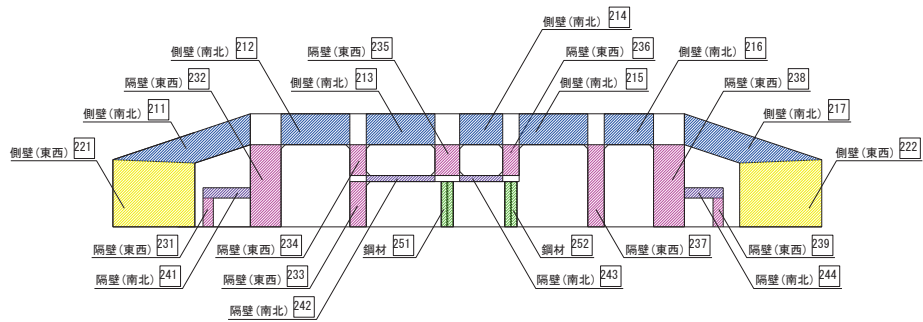 側壁(南北) 214
側壁(南北) 212
隔壁(東西) 235
隔壁(東西) 236
側壁(南北) 216
隔壁(東西) 232
側壁(南北) 213
側壁(南北) 215
隔壁(東西) 238
側壁(南北) 211
側壁(南北) 217
側壁(東西) 221
側壁(東西) 222
隔壁(東西) 231
隔壁(東西) 234
鋼材 251
鋼材 252
隔壁(東西) 237
隔壁(東西) 239
隔壁(南北) 241
隔壁(東西) 233
隔壁(南北) 243
隔壁(南北) 244
隔壁(南北) 242